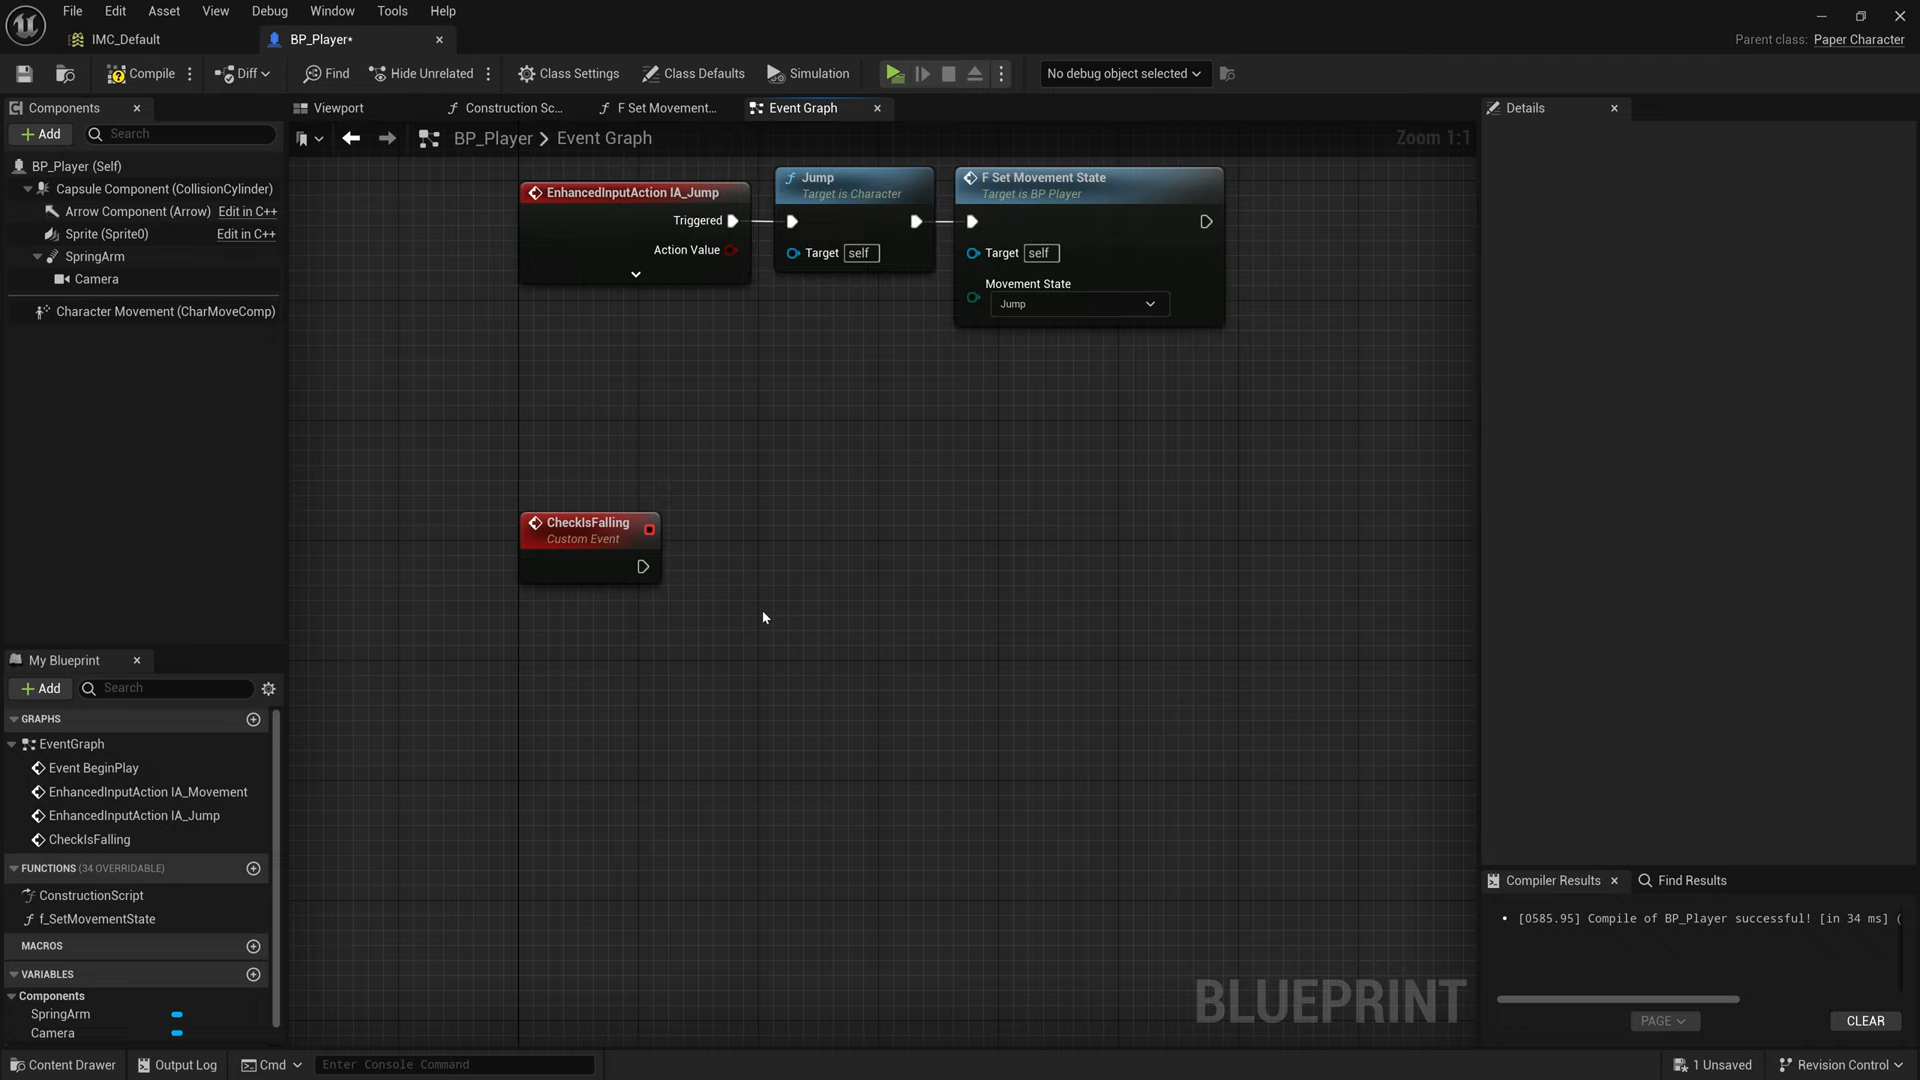 File Edit Asset View Debug Window Tools Help
IMC_Default
BP_Player*
Parent class: Paper Character
Compile
Diff
Find
Hide Unrelated
Class Settings
Class Defaults
Simulation
No debug object selected
Components
Viewport
Construction Sc...
F Set Movement...
Event Graph
Details
Add
Search
BP_Player > Event Graph
Zoom 1:1
BP_Player (Self)
Capsule Component (CollisionCylinder)
Arrow Component (Arrow) Edit in C++
Sprite (Sprite0) Edit in C++
SpringArm
Camera
Character Movement (CharMoveComp)
EnhancedInputAction IA_Jump
Triggered
Action Value
Jump
Target is Character
Target self
F Set Movement State
Target is BP Player
Target self
Movement State
Jump
CheckIsFalling
Custom Event
My Blueprint
Add
Search
GRAPHS
EventGraph
Event BeginPlay
EnhancedInputAction IA_Movement
EnhancedInputAction IA_Jump
CheckIsFalling
FUNCTIONS (34 OVERRIDABLE)
ConstructionScript
f_SetMovementState
MACROS
VARIABLES
Components
SpringArm
Camera
BLUEPRINT
Compiler Results
Find Results
[0585.95] Compile of BP_Player successful! [in 34 ms] (
PAGE
CLEAR
Content Drawer
Output Log
Cmd
Enter Console Command
1 Unsaved
Revision Control